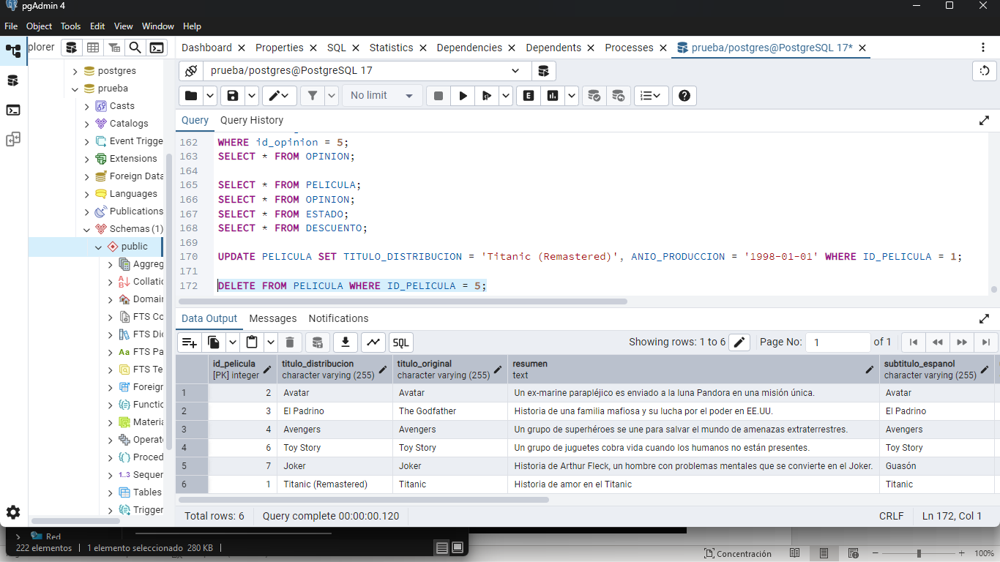 pgAdmin 4
File Object Tools Edit View Window Help
plorer
Dashboard Properties SQL Statistics Dependencies Dependents Processes prueba/postgres@PostgreSQL 17*
postgres
prueba
Casts
Catalogs
Event Trigge
Extensions
Foreign Data
Languages
Publications
Schemas (1)
public
Aggreg
Collatio
Domain
FTS Co
FTS Dic
FTS Pa
FTS Te
Foreign
Functio
Materia
Operat
Proced
1..3 Sequer
Tables
Trigger
prueba/postgres@PostgreSQL 17
No limit
E
Query Query History
162 WHERE id_opinion = 5;
163 SELECT * FROM OPINION;
164
165 SELECT * FROM PELICULA;
166 SELECT * FROM OPINION;
167 SELECT * FROM ESTADO;
168 SELECT * FROM DESCUENTO;
169
170 UPDATE PELICULA SET TITULO_DISTRIBUCION = 'Titanic (Remastered)', ANIO_PRODUCCION = '1998-01-01' WHERE ID_PELICULA = 1;
171
172 DELETE FROM PELICULA WHERE ID_PELICULA = 5;
Data Output Messages Notifications
SQL
Showing rows: 1 to 6 Page No: 1 of 1
id_pelicula titulo_distribucion titulo_original resumen subtitulo_espanol
[PK] integer character varying (255) character varying (255) text character varying (255)
1 2 Avatar Avatar Un ex-marine parapléjico es enviado a la luna Pandora en una misión única. Avatar
2 3 El Padrino The Godfather Historia de una familia mafiosa y su lucha por el poder en EE.UU. El Padrino
3 4 Avengers Avengers Un grupo de superhéroes se une para salvar el mundo de amenazas extraterrestres. Avengers
4 6 Toy Story Toy Story Un grupo de juguetes cobra vida cuando los humanos no están presentes. Toy Story
5 7 Joker Joker Historia de Arthur Fleck, un hombre con problemas mentales que se convierte en el Joker. Guasón
6 1 Titanic (Remastered) Titanic Historia de amor en el Titanic Titanic
Total rows: 6 Query complete 00:00:00.120 CRLF Ln 172, Col 1
Red
222 elementos 1 elemento seleccionado 280 KB
Concentración 100%